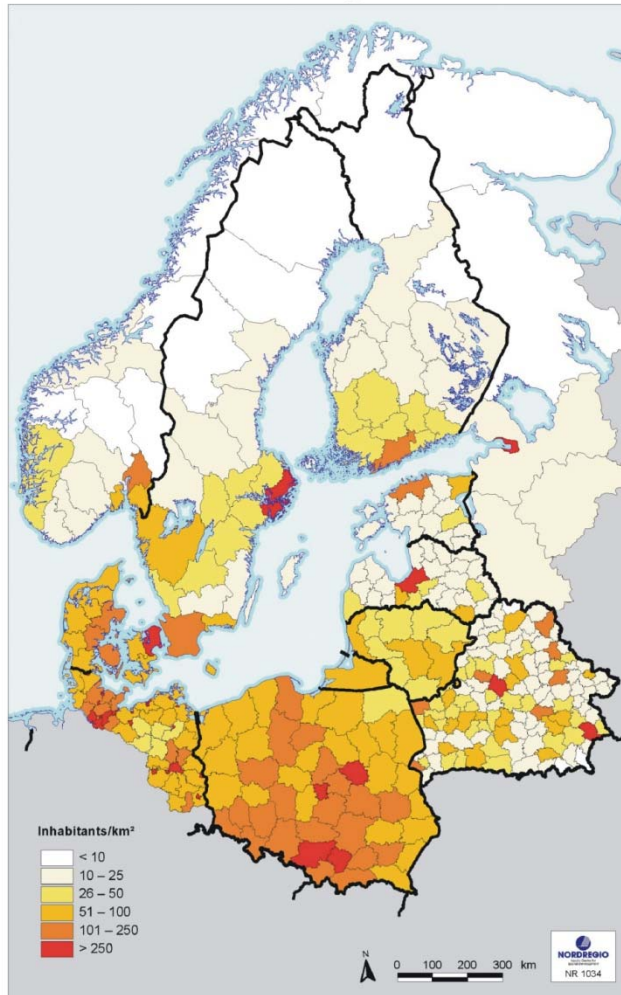 Inhabitants/km²
< 10
10 – 25
26 – 50
51 – 100
101 – 250
> 250
N
0 100 200 300 km
NORDREGIO
NR 1034